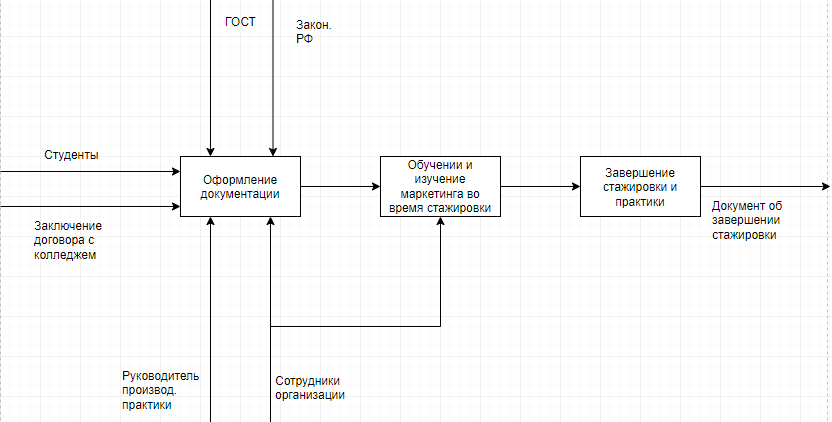 ГОСТ
Закон.
РФ
Студенты
Заключение
договора с
колледжем
Оформление
документации
Обучении и
изучение
маркетинга во
время стажировки
Завершение
стажировки и
практики
Документ об
завершении
стажировки
Руководитель
производ.
практики
Сотрудники
организации